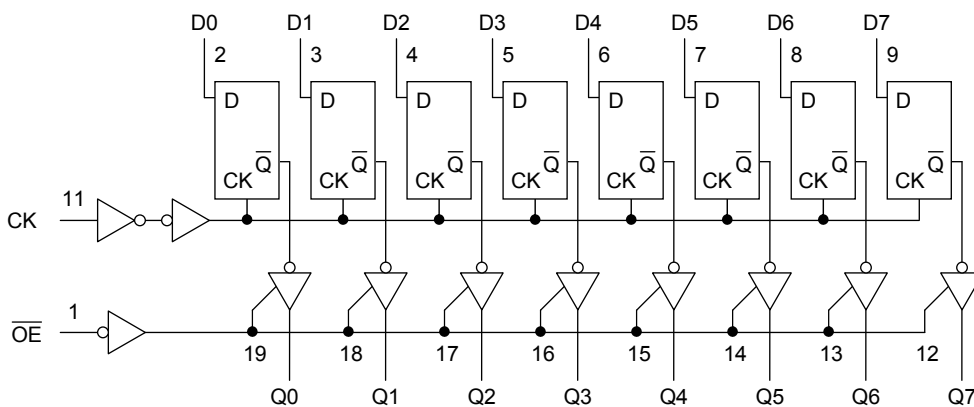 D0 D1 D2 D3 D4 D5 D6 D7
2 3 4 5 6 7 8 9
D D D D D D D D
Q̅ Q̅ Q̅ Q̅ Q̅ Q̅ Q̅ Q̅
CK CK CK CK CK CK CK CK
11
CK
1
O̅E̅
19 18 17 16 15 14 13 12
Q0 Q1 Q2 Q3 Q4 Q5 Q6 Q7